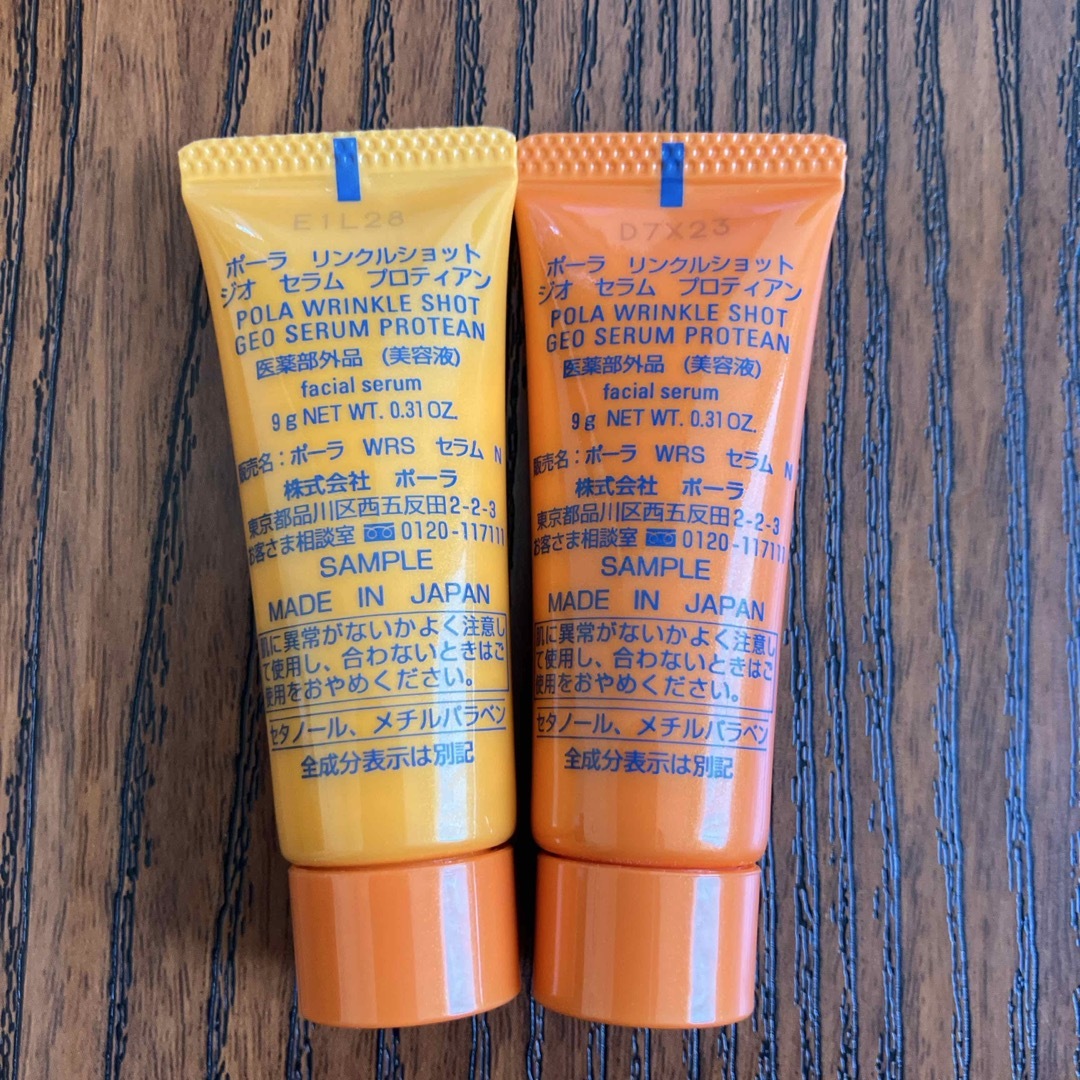 E1L28
ポーラ リンクルショット
ジオ セラム プロティアン
POLA WRINKLE SHOT
GEO SERUM PROTEAN
医薬部外品 (美容液)
facial serum
9 g NET WT. 0.31 OZ.
販売名:ポーラ WRS セラム N
株式会社 ポーラ
東京都品川区西五反田2-2-3
お客さま相談室 0120-117111
SAMPLE
MADE IN JAPAN
肌に異常がないかよく注意し
て使用し、合わないときはご
使用をおやめください。
セタノール、メチルパラベン
全成分表示は別記
D7X23
ポーラ リンクルショット
ジオ セラム プロティアン
POLA WRINKLE SHOT
GEO SERUM PROTEAN
医薬部外品 (美容液)
facial serum
9 g NET WT. 0.31 OZ.
販売名:ポーラ WRS セラム N
株式会社 ポーラ
東京都品川区西五反田2-2-3
お客さま相談室 0120-117111
SAMPLE
MADE IN JAPAN
肌に異常がないかよく注意し
て使用し、合わないときはご
使用をおやめください。
セタノール、メチルパラベン
全成分表示は別記